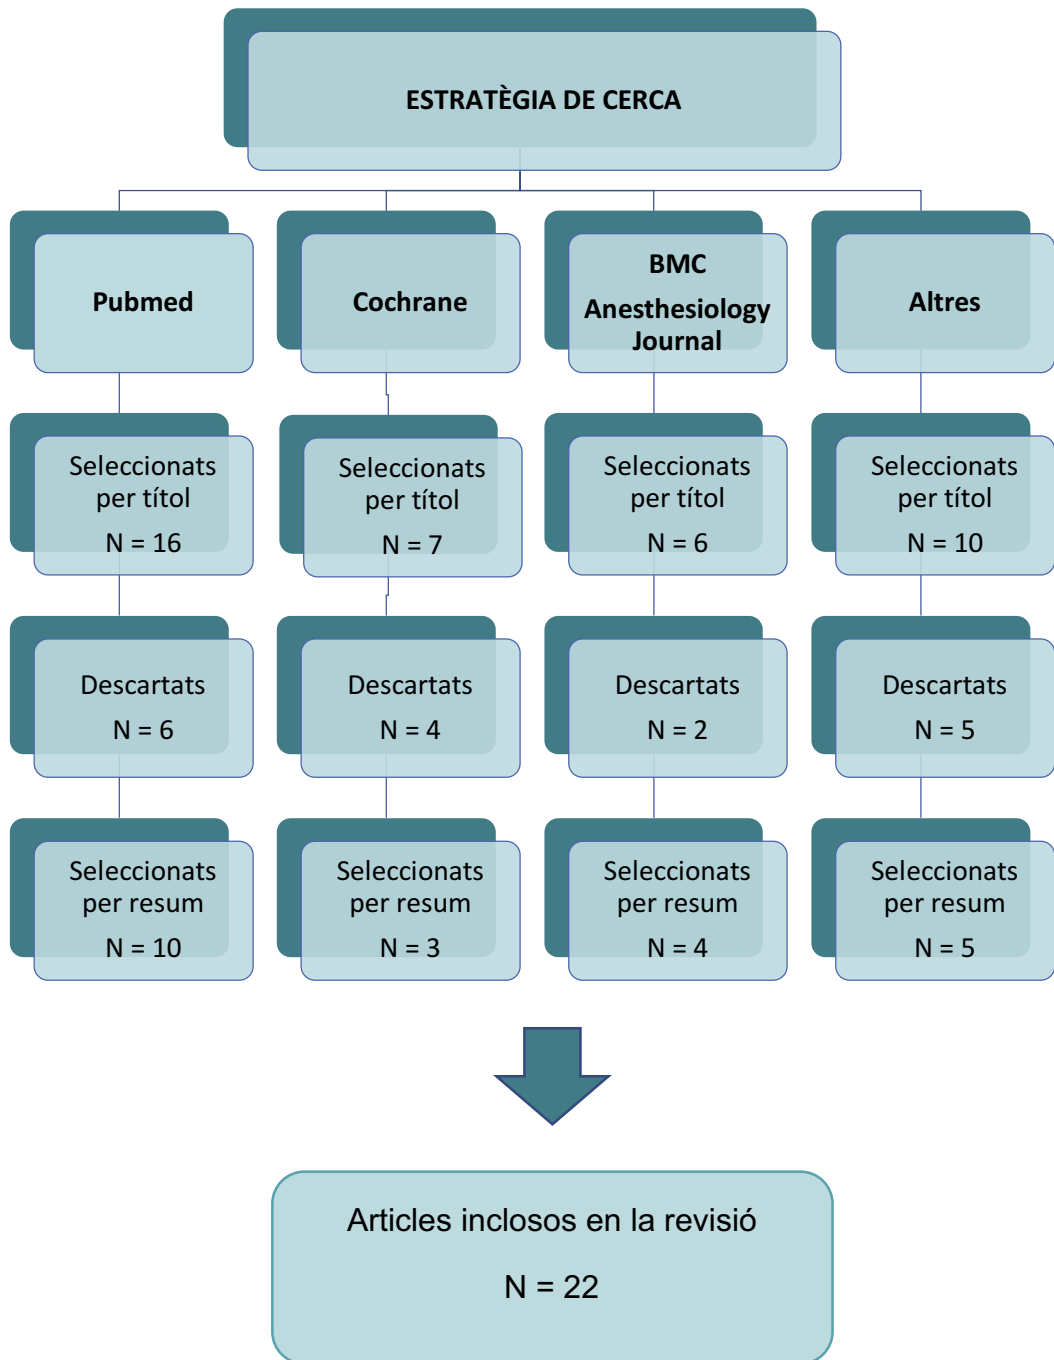 ESTRATÈGIA DE CERCA
Pubmed
Cochrane
BMC
Anesthesiology
Journal
Altres
Seleccionats
per títol
N = 16
Seleccionats
per títol
N = 7
Seleccionats
per títol
N = 6
Seleccionats
per títol
N = 10
Descartats
N = 6
Descartats
N = 4
Descartats
N = 2
Descartats
N = 5
Seleccionats
per resum
N = 10
Seleccionats
per resum
N = 3
Seleccionats
per resum
N = 4
Seleccionats
per resum
N = 5
Articles inclosos en la revisió
N = 22